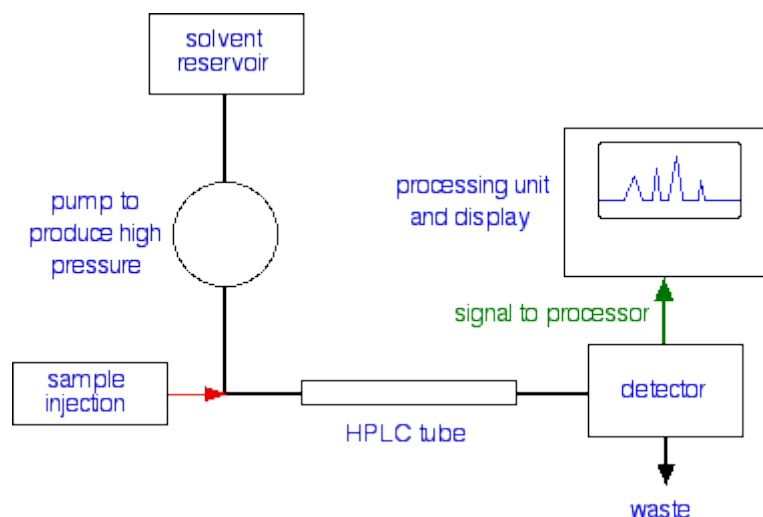 solvent
reservoir
pump to
produce high
pressure
processing unit
and display
signal to processor
sample
injection
HPLC tube
detector
waste